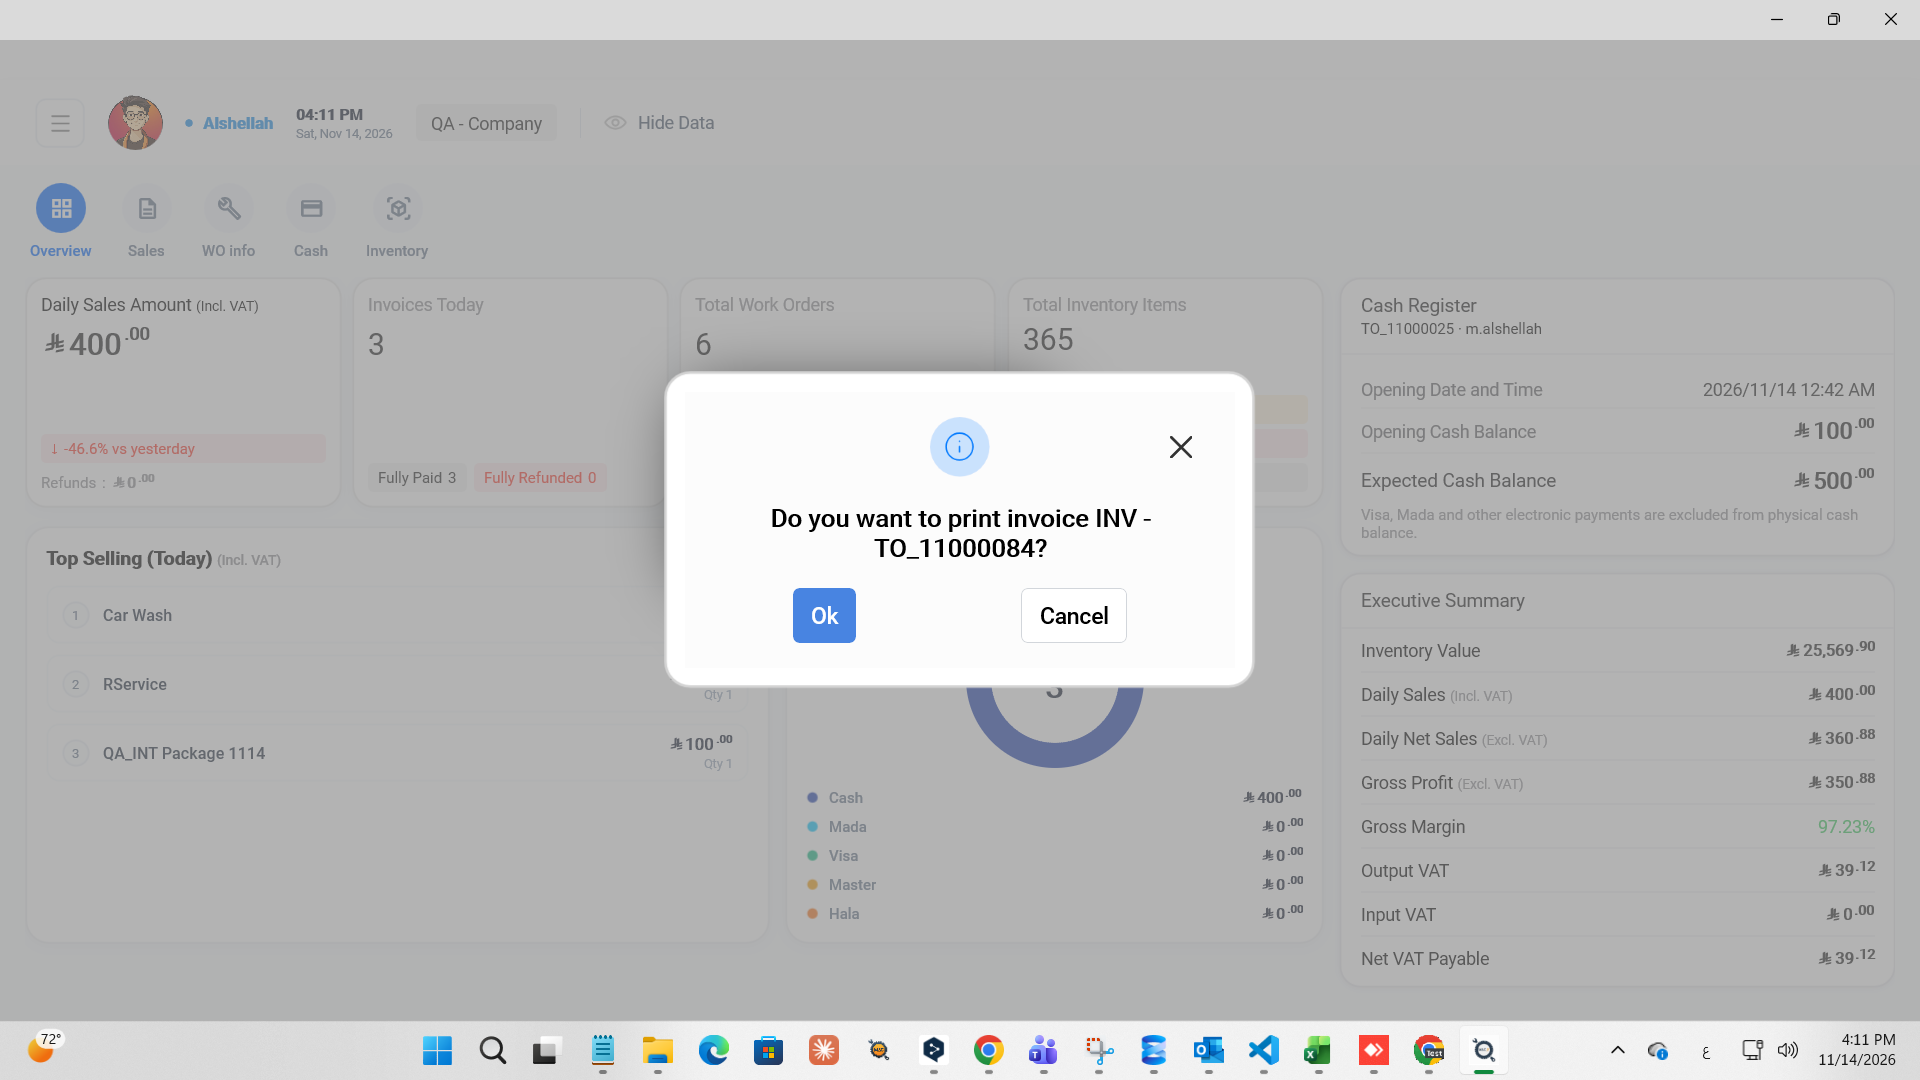 Alshellah
04:11 PM
Sat, Nov 14, 2026
QA - Company
Hide Data
Overview
Sales
WO info
Cash
Inventory
Daily Sales Amount (Incl. VAT)
400.00
↓ -46.6% vs yesterday
Refunds : 0.00
Invoices Today
3
Fully Paid 3
Fully Refunded 0
Total Work Orders
6
Total Inventory Items
365
Cash Register
TO_11000025 · m.alshellah
Opening Date and Time 2026/11/14 12:42 AM
Opening Cash Balance 100.00
Expected Cash Balance 500.00
Visa, Mada and other electronic payments are excluded from physical cash
balance.
Do you want to print invoice INV -
TO_11000084?
Ok
Cancel
Top Selling (Today) (Incl. VAT)
1 Car Wash
2 RService
Qty 1
3 QA_INT Package 1114
100.00
Qty 1
3
Cash 400.00
Mada 0.00
Visa 0.00
Master 0.00
Hala 0.00
Executive Summary
Inventory Value 25,569.90
Daily Sales (Incl. VAT) 400.00
Daily Net Sales (Excl. VAT) 360.88
Gross Profit (Excl. VAT) 350.88
Gross Margin 97.23%
Output VAT 39.12
Input VAT 0.00
Net VAT Payable 39.12
72°
Test
ع
4:11 PM
11/14/2026